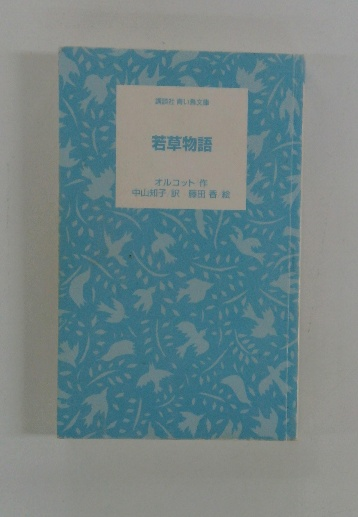 講談社 青い鳥文庫
若草物語
オルコット 作
中山知子 訳 藤田 香 絵